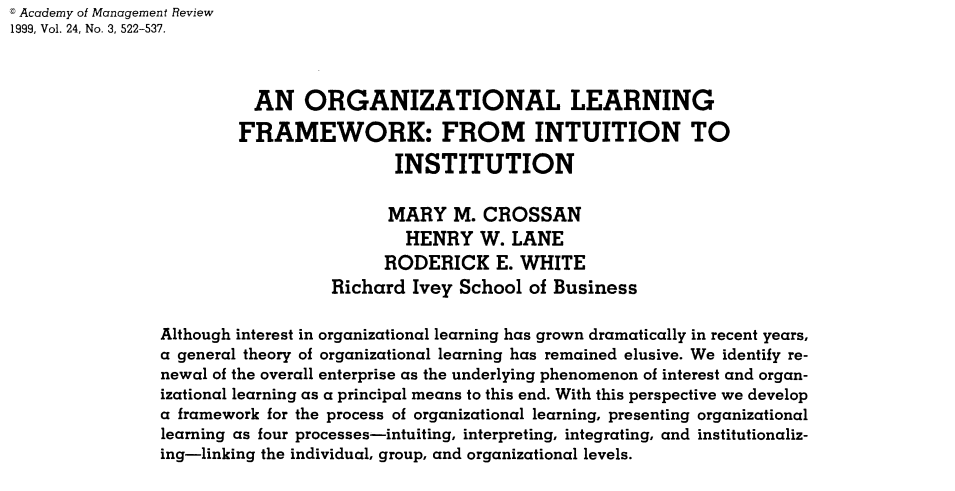 © Academy of Management Review
1999, Vol. 24, No. 3, 522–537.
AN ORGANIZATIONAL LEARNING
FRAMEWORK: FROM INTUITION TO
INSTITUTION
MARY M. CROSSAN
HENRY W. LANE
RODERICK E. WHITE
Richard Ivey School of Business
Although interest in organizational learning has grown dramatically in recent years,
a general theory of organizational learning has remained elusive. We identify re-
newal of the overall enterprise as the underlying phenomenon of interest and organ-
izational learning as a principal means to this end. With this perspective we develop
a framework for the process of organizational learning, presenting organizational
learning as four processes—intuiting, interpreting, integrating, and institutionaliz-
ing—linking the individual, group, and organizational levels.